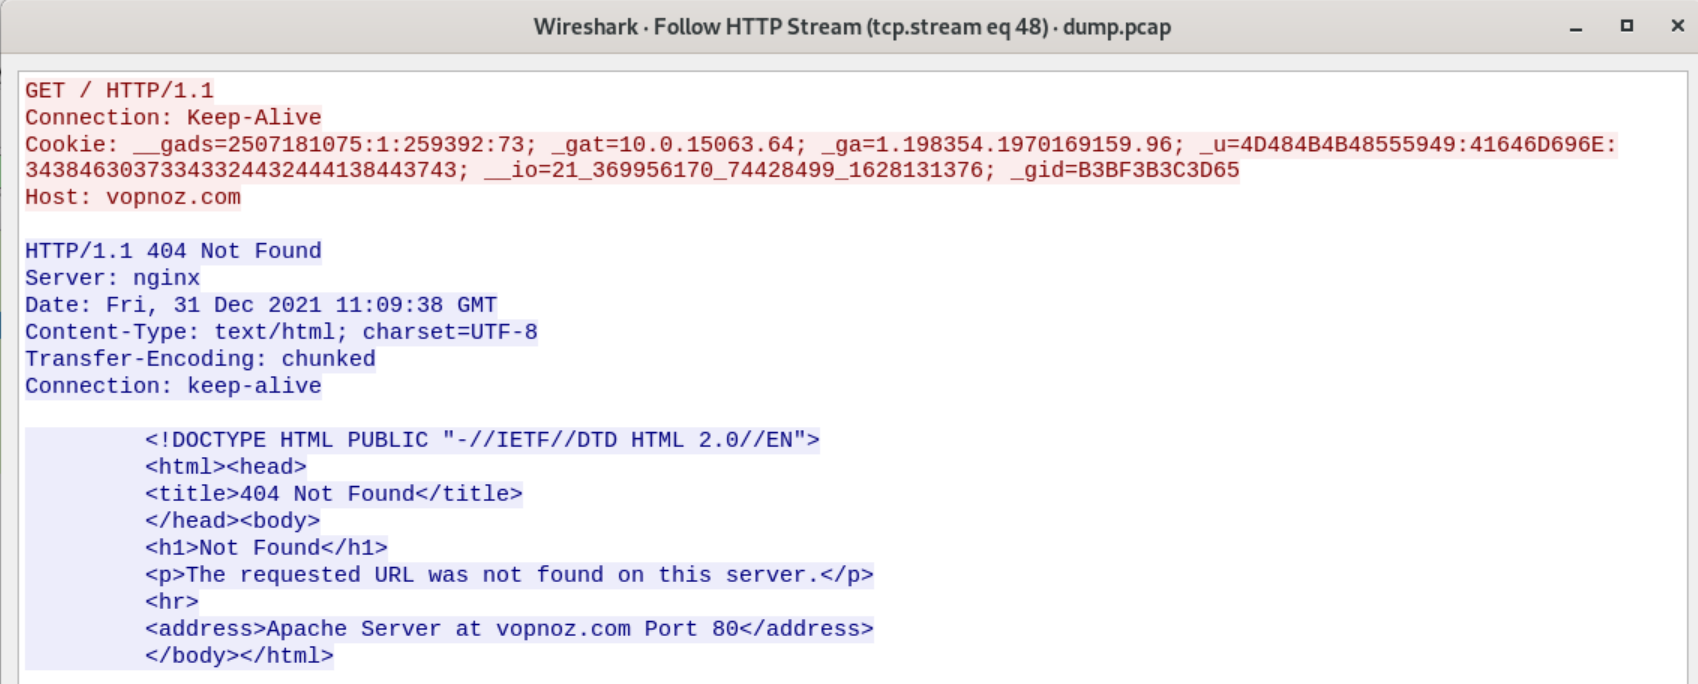 Wireshark · Follow HTTP Stream (tcp.stream eq 48) · dump.pcap
GET / HTTP/1.1
Connection: Keep-Alive
Cookie: __gads=2507181075:1:259392:73; _gat=10.0.15063.64; _ga=1.198354.1970169159.96; _u=4D484B4B48555949:41646D696E:
34384630373343324432444138443743; __io=21_369956170_74428499_1628131376; _gid=B3BF3B3C3D65
Host: vopnoz.com
HTTP/1.1 404 Not Found
Server: nginx
Date: Fri, 31 Dec 2021 11:09:38 GMT
Content-Type: text/html; charset=UTF-8
Transfer-Encoding: chunked
Connection: keep-alive
<!DOCTYPE HTML PUBLIC "-//IETF//DTD HTML 2.0//EN">
<html><head>
<title>404 Not Found</title>
</head><body>
<h1>Not Found</h1>
<p>The requested URL was not found on this server.</p>
<hr>
<address>Apache Server at vopnoz.com Port 80</address>
</body></html>